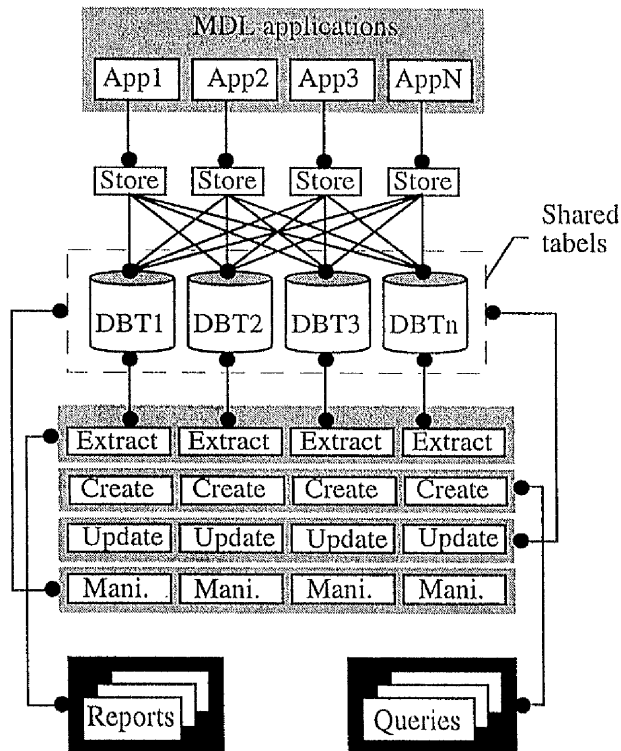 MDL applications
App1 App2 App3 AppN
Store Store Store Store
Shared
tabels
DBT1 DBT2 DBT3 DBTn
Extract Extract Extract Extract
Create Create Create Create
Update Update Update Update
Mani. Mani. Mani. Mani.
Reports Queries